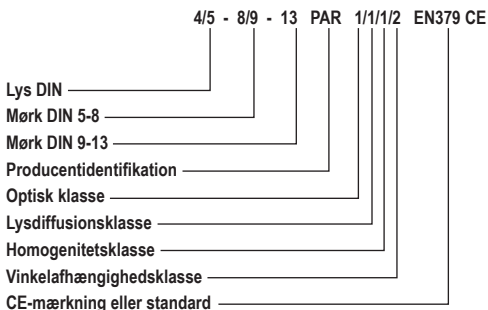 4/5 - 8/9 - 13 PAR 1/1/1/2 EN379 CE
Lys DIN
Mørk DIN 5-8
Mørk DIN 9-13
Producentidentifikation
Optisk klasse
Lysdiffusionsklasse
Homogenitetsklasse
Vinkelafhængighedsklasse
CE-mærkning eller standard